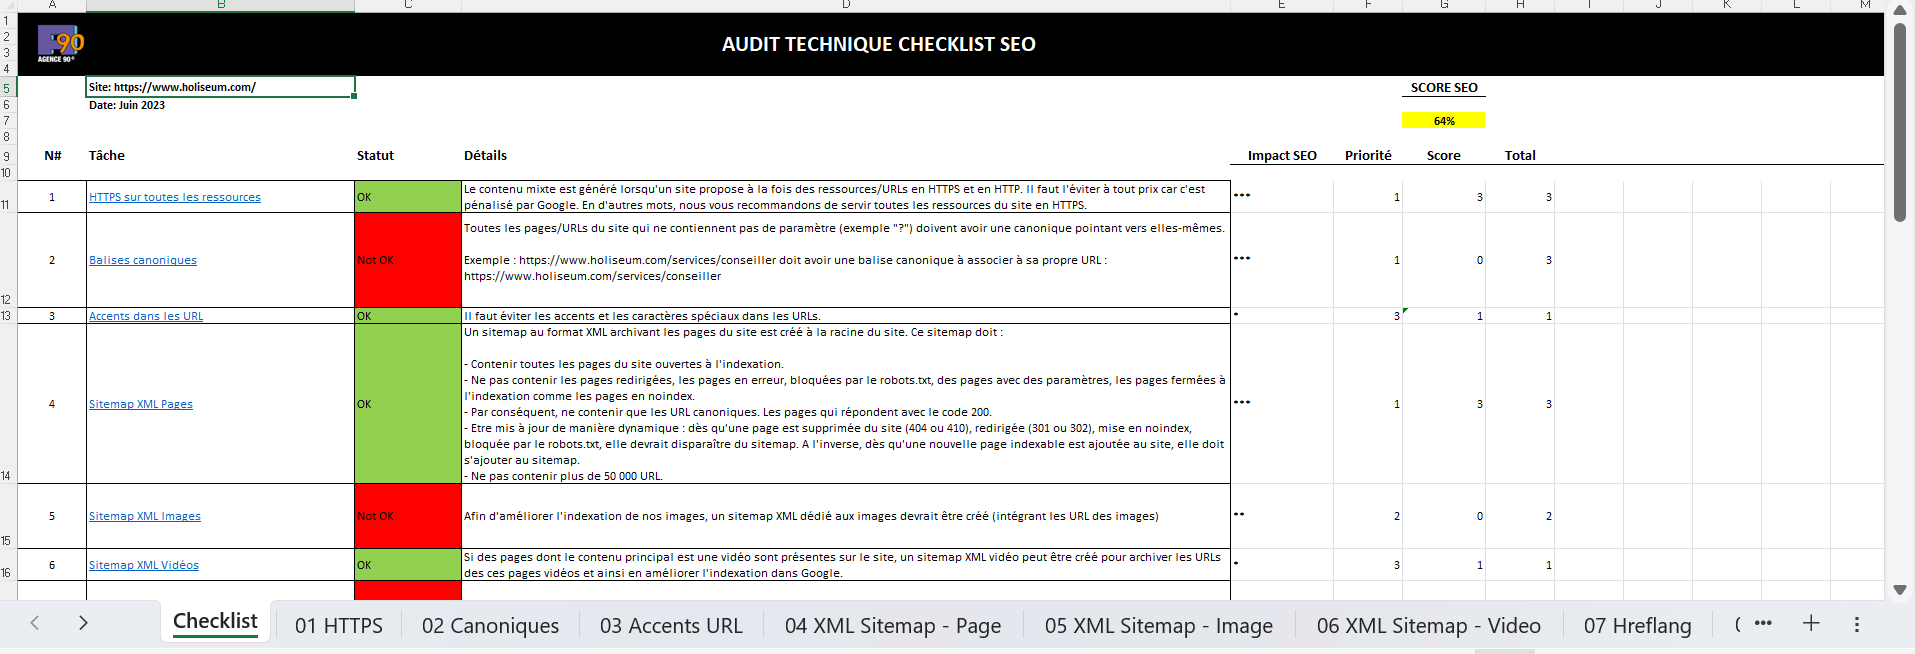 A B C D E F G H I J K L M
1
2
3
4
F90
AGENCE 90°
AUDIT TECHNIQUE CHECKLIST SEO
5 Site: https://www.holiseum.com/ SCORE SEO
6 Date: Juin 2023
7 64%
8
9 N# Tâche Statut Détails Impact SEO Priorité Score Total
10
11 1 HTTPS sur toutes les ressources OK Le contenu mixte est généré lorsqu'un site propose à la fois des ressources/URLs en HTTPS et en HTTP. Il faut l'éviter à tout prix car c'est *** 1 3 3
pénalisé par Google. En d'autres mots, nous vous recommandons de servir toutes les ressources du site en HTTPS.
Toutes les pages/URLs du site qui ne contiennent pas de paramètre (exemple "?") doivent avoir une canonique pointant vers elles-mêmes.
12 2 Balises canoniques Not OK Exemple : https://www.holiseum.com/services/conseiller doit avoir une balise canonique à associer à sa propre URL : *** 1 0 3
https://www.holiseum.com/services/conseiller
13 3 Accents dans les URL OK Il faut éviter les accents et les caractères spéciaux dans les URLs. * 3 1 1
Un sitemap au format XML archivant les pages du site est créé à la racine du site. Ce sitemap doit :
- Contenir toutes les pages du site ouvertes à l'indexation.
- Ne pas contenir les pages redirigées, les pages en erreur, bloquées par le robots.txt, des pages avec des paramètres, les pages fermées à
l'indexation comme les pages en noindex.
14 4 Sitemap XML Pages OK - Par conséquent, ne contenir que les URL canoniques. Les pages qui répondent avec le code 200. *** 1 3 3
- Etre mis à jour de manière dynamique : dès qu'une page est supprimée du site (404 ou 410), redirigée (301 ou 302), mise en noindex,
bloquée par le robots.txt, elle devrait disparaître du sitemap. A l'inverse, dès qu'une nouvelle page indexable est ajoutée au site, elle doit
s'ajouter au sitemap.
- Ne pas contenir plus de 50 000 URL.
15 5 Sitemap XML Images Not OK Afin d'améliorer l'indexation de nos images, un sitemap XML dédié aux images devrait être créé (intégrant les URL des images) ** 2 0 2
16 6 Sitemap XML Vidéos OK Si des pages dont le contenu principal est une vidéo sont présentes sur le site, un sitemap XML vidéo peut être créé pour archiver les URLs * 3 1 1
des ces pages vidéos et ainsi en améliorer l'indexation dans Google.
Checklist 01 HTTPS 02 Canoniques 03 Accents URL 04 XML Sitemap - Page 05 XML Sitemap - Image 06 XML Sitemap - Video 07 Hreflang